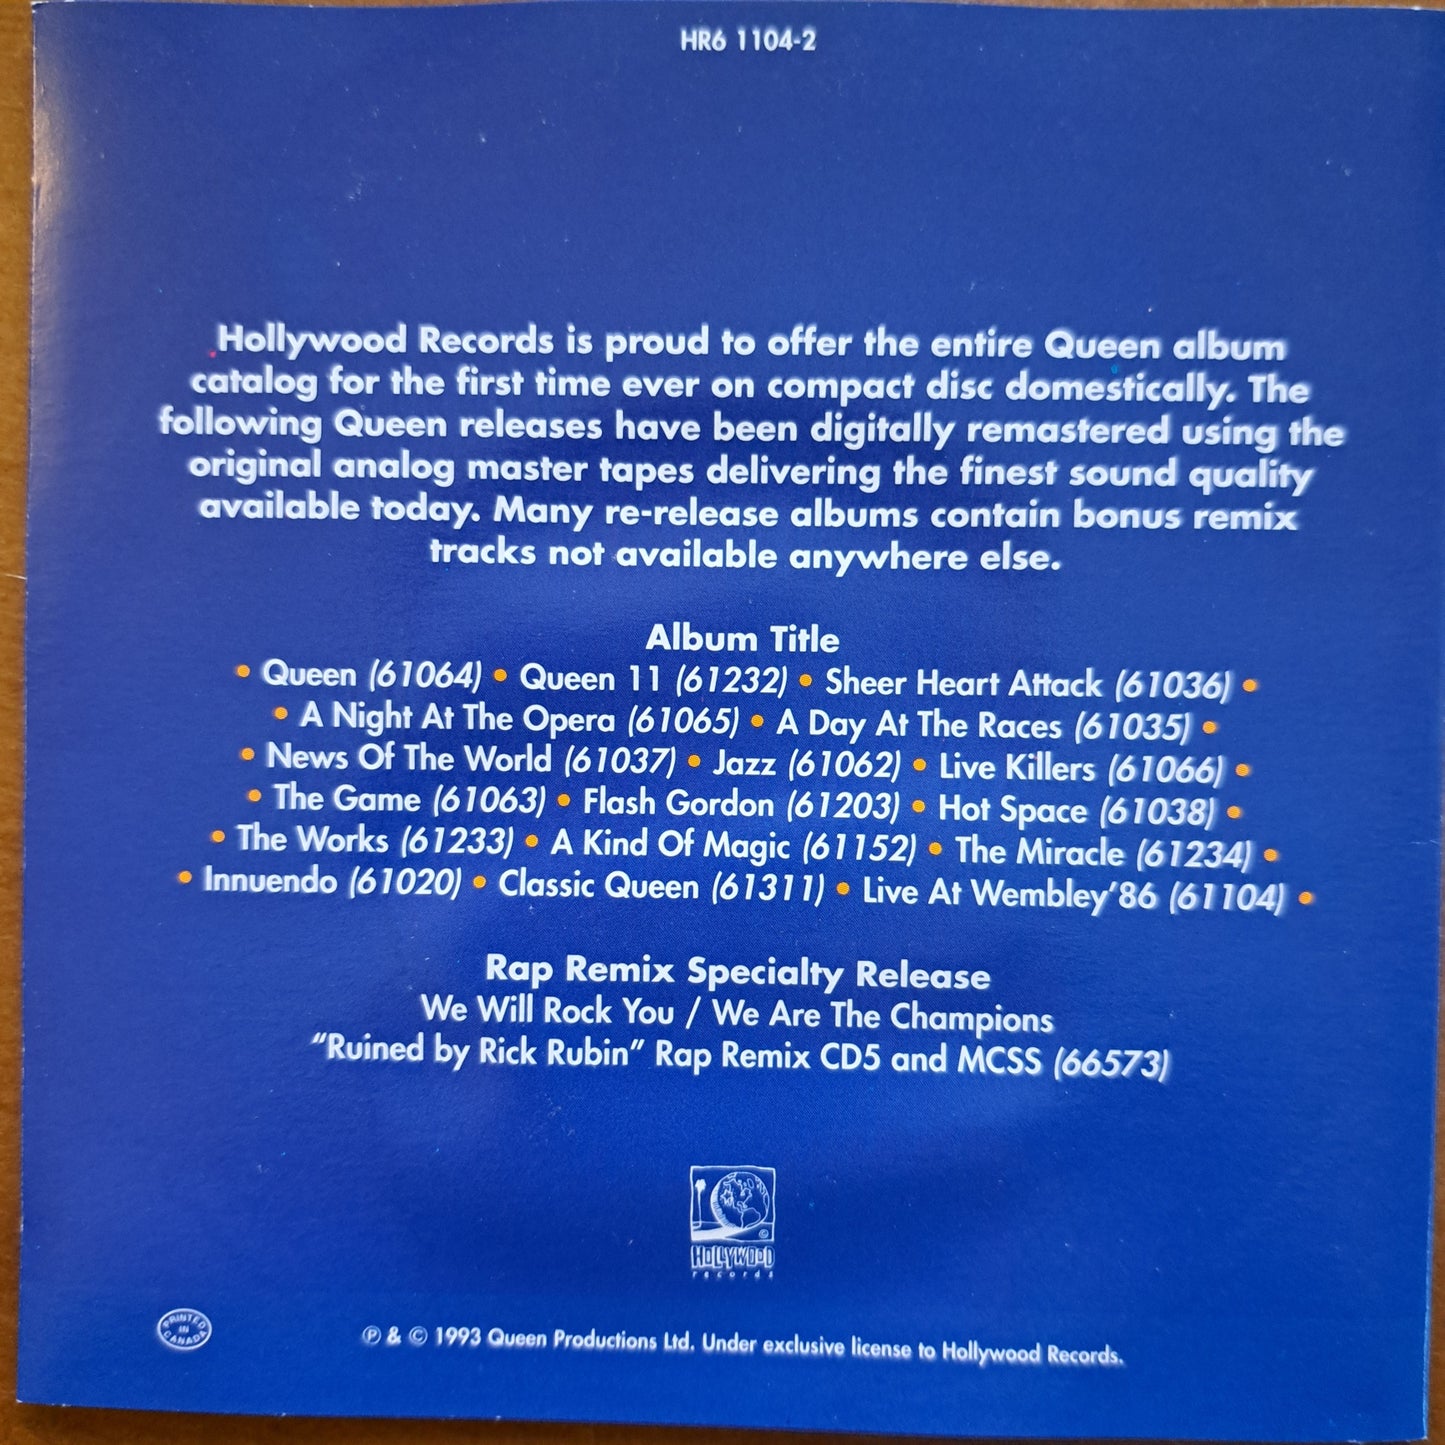 HR6 1104-2
Hollywood Records is proud to offer the entire Queen album
catalog for the first time ever on compact disc domestically. The
following Queen releases have been digitally remastered using the
original analog master tapes delivering the finest sound quality
available today. Many re-release albums contain bonus remix
tracks not available anywhere else.
Album Title
• Queen (61064) • Queen 11 (61232) • Sheer Heart Attack (61036) •
• A Night At The Opera (61065) • A Day At The Races (61035) •
• News Of The World (61037) • Jazz (61062) • Live Killers (61066) •
• The Game (61063) • Flash Gordon (61203) • Hot Space (61038) •
• The Works (61233) • A Kind Of Magic (61152) • The Miracle (61234) •
• Innuendo (61020) • Classic Queen (61311) • Live At Wembley'86 (61104) •
Rap Remix Specialty Release
We Will Rock You / We Are The Champions
"Ruined by Rick Rubin" Rap Remix CD5 and MCSS (66573)
©
HOLLYWOOD
records
PRINTED
IN
CANADA
℗ & © 1993 Queen Productions Ltd. Under exclusive license to Hollywood Records.